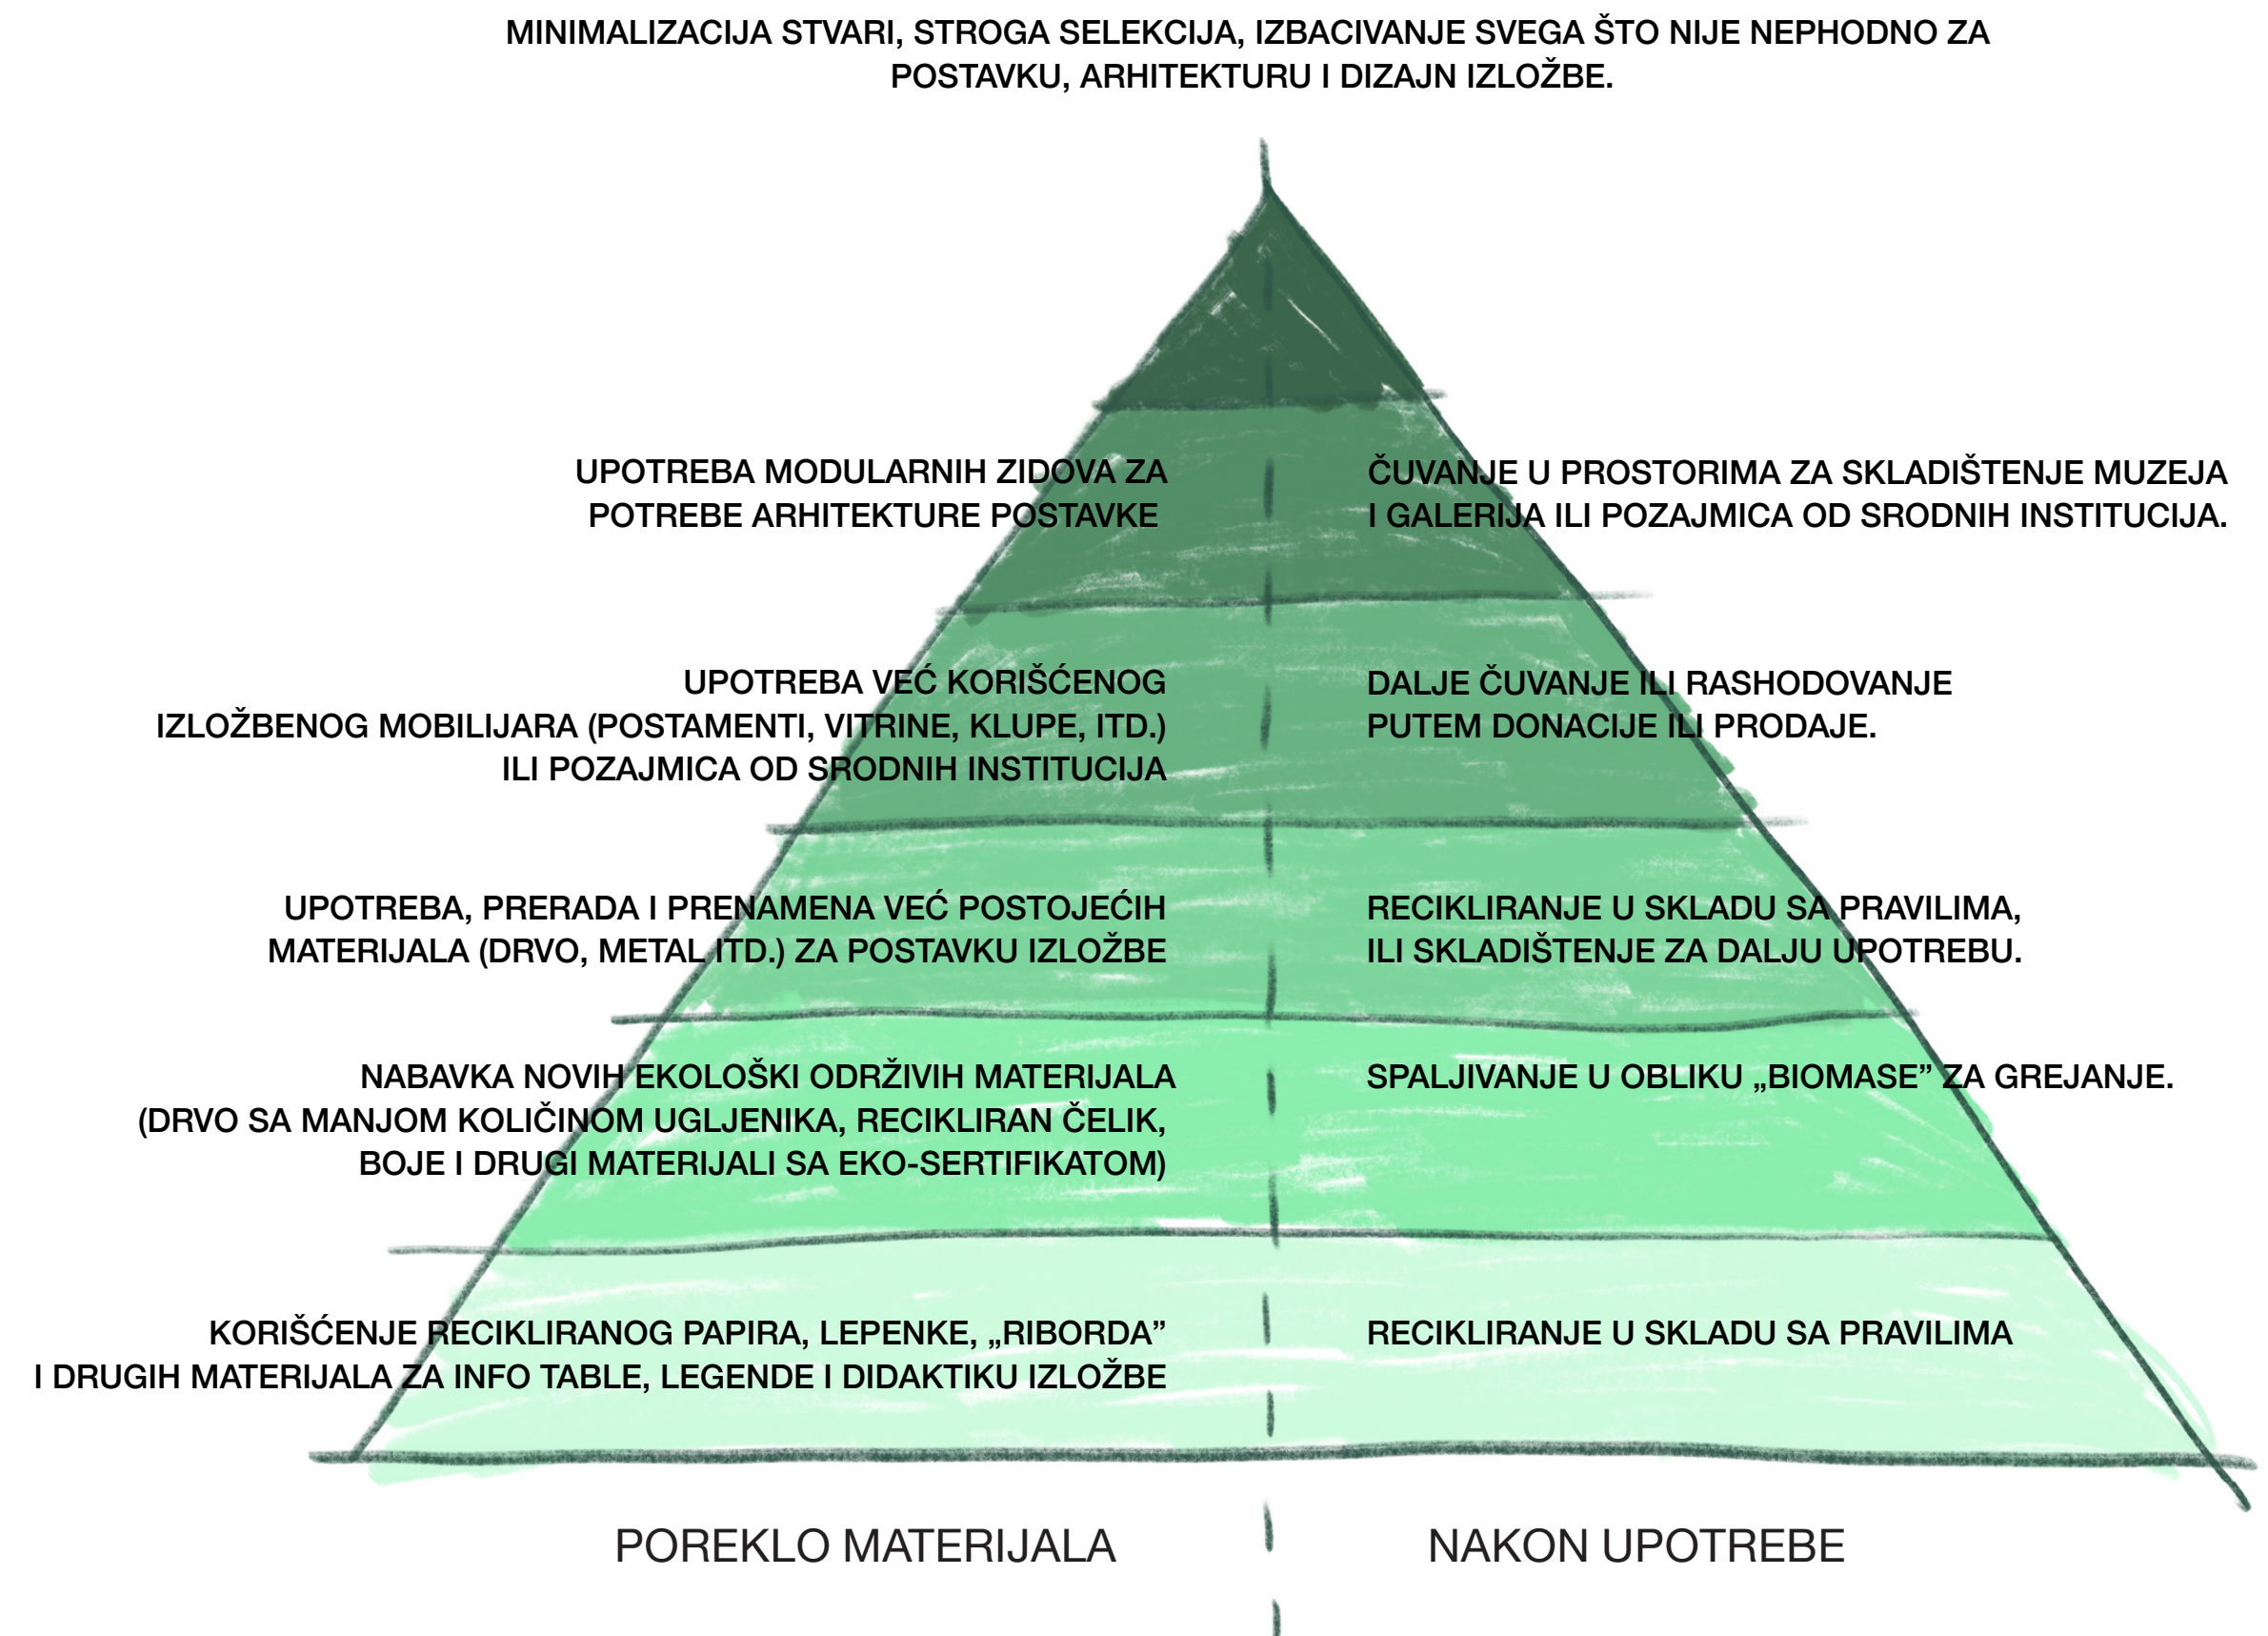 MINIMALIZACIJA STVARI, STROGA SELEKCIJA, IZBACIVANJE SVEGA ŠTO NIJE NEPHODNO ZA
POSTAVKU, ARHITEKTURU I DIZAJN IZLOŽBE.
UPOTREBA MODULARNIH ZIDOVA ZA
POTREBE ARHITEKTURE POSTAVKE
ČUVANJE U PROSTORIMA ZA SKLADIŠTENJE MUZEJA
I GALERIJA ILI POZAJMICA OD SRODNIH INSTITUCIJA.
UPOTREBA VEĆ KORIŠĆENOG
IZLOŽBENOG MOBILIJARA (POSTAMENTI, VITRINE, KLUPE, ITD.)
ILI POZAJMICA OD SRODNIH INSTITUCIJA
DALJE ČUVANJE ILI RASHODOVANJE
PUTEM DONACIJE ILI PRODAJE.
UPOTREBA, PRERADA I PRENAMENA VEĆ POSTOJEĆIH
MATERIJALA (DRVO, METAL ITD.) ZA POSTAVKU IZLOŽBE
RECIKLIRANJE U SKLADU SA PRAVILIMA,
ILI SKLADIŠTENJE ZA DALJU UPOTREBU.
NABAVKA NOVIH EKOLOŠKI ODRŽIVIH MATERIJALA
(DRVO SA MANJOM KOLIČINOM UGLJENIKA, RECIKLIRAN ČELIK,
BOJE I DRUGI MATERIJALI SA EKO-SERTIFIKATOM)
SPALJIVANJE U OBLIKU „BIOMASE” ZA GREJANJE.
KORIŠĆENJE RECIKLIRANOG PAPIRA, LEPENKE, „RIBORDA”
I DRUGIH MATERIJALA ZA INFO TABLE, LEGENDE I DIDAKTIKU IZLOŽBE
RECIKLIRANJE U SKLADU SA PRAVILIMA
POREKLO MATERIJALA
NAKON UPOTREBE